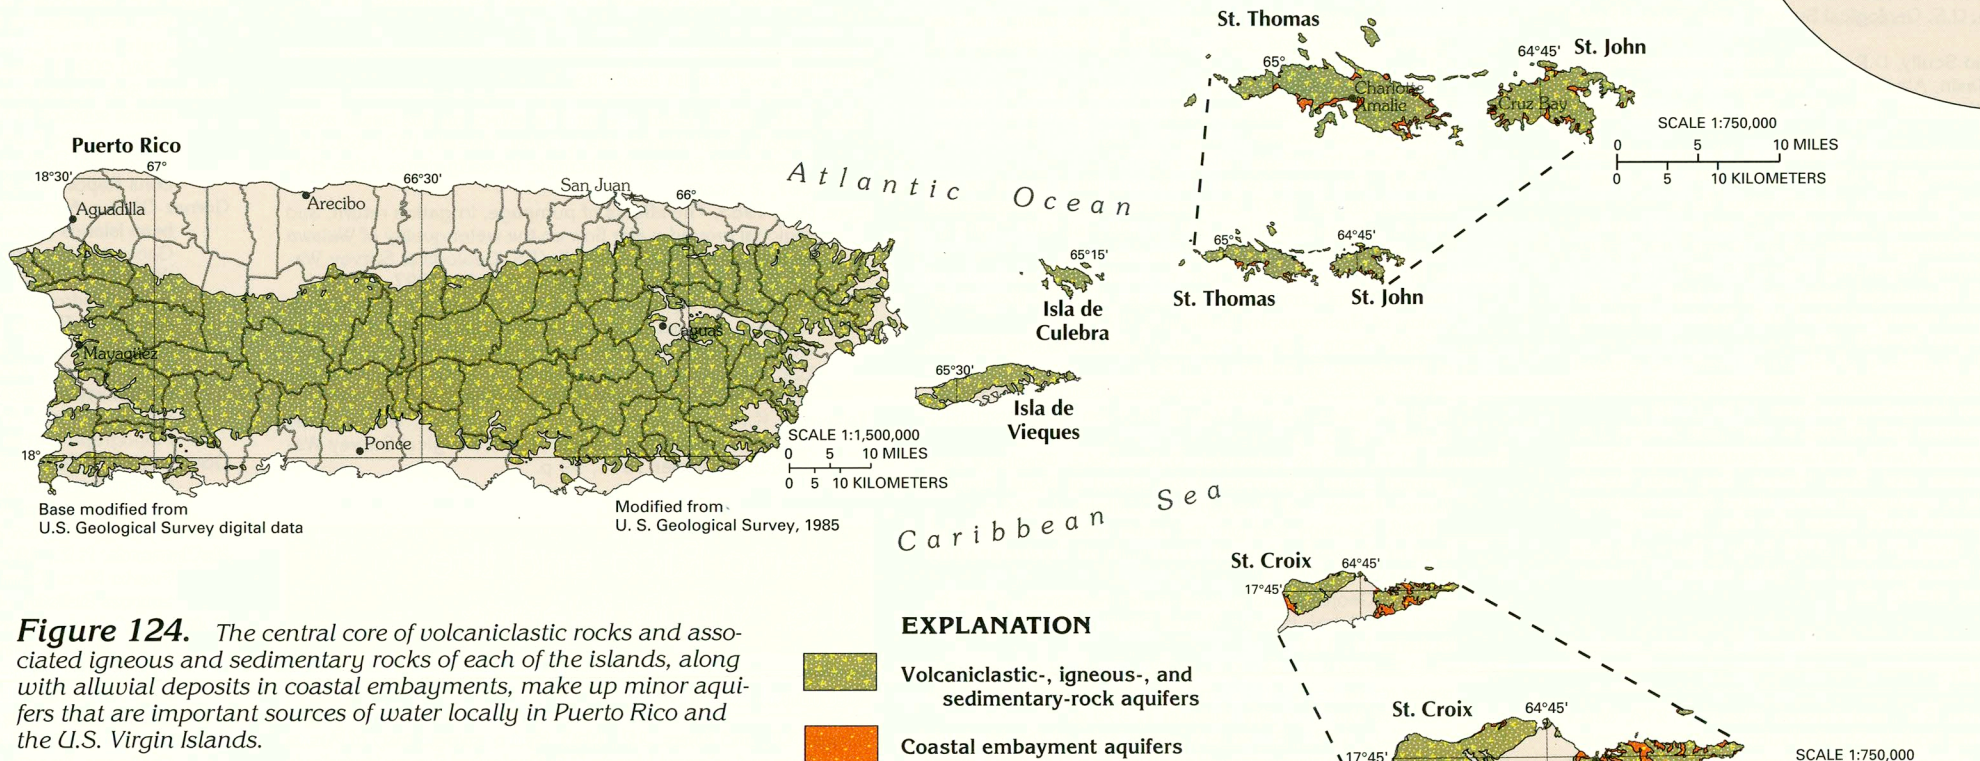 St. Thomas
64°45'
St. John
65°
Charlotte
Amalie
Cruz Bay
SCALE 1:750,000
0 5 10 MILES
0 5 10 KILOMETERS
Puerto Rico
67°
18°30'
66°30'
San Juan
66°
Aguadilla
Arecibo
Atlantic Ocean
65°
64°45'
65°15'
St. Thomas
St. John
Isla de
Culebra
Caguas
Mayagüez
65°30'
Isla de
Vieques
Ponce
18°
SCALE 1:1,500,000
0 5 10 MILES
0 5 10 KILOMETERS
Base modified from
U.S. Geological Survey digital data
Modified from
U. S. Geological Survey, 1985
Caribbean Sea
St. Croix
64°45'
17°45'
Figure 124. The central core of volcaniclastic rocks and asso-
ciated igneous and sedimentary rocks of each of the islands, along
with alluvial deposits in coastal embayments, make up minor aqui-
fers that are important sources of water locally in Puerto Rico and
the U.S. Virgin Islands.
EXPLANATION
Volcaniclastic-, igneous-, and
sedimentary-rock aquifers
Coastal embayment aquifers
St. Croix
64°45'
17°45'
SCALE 1:750,000